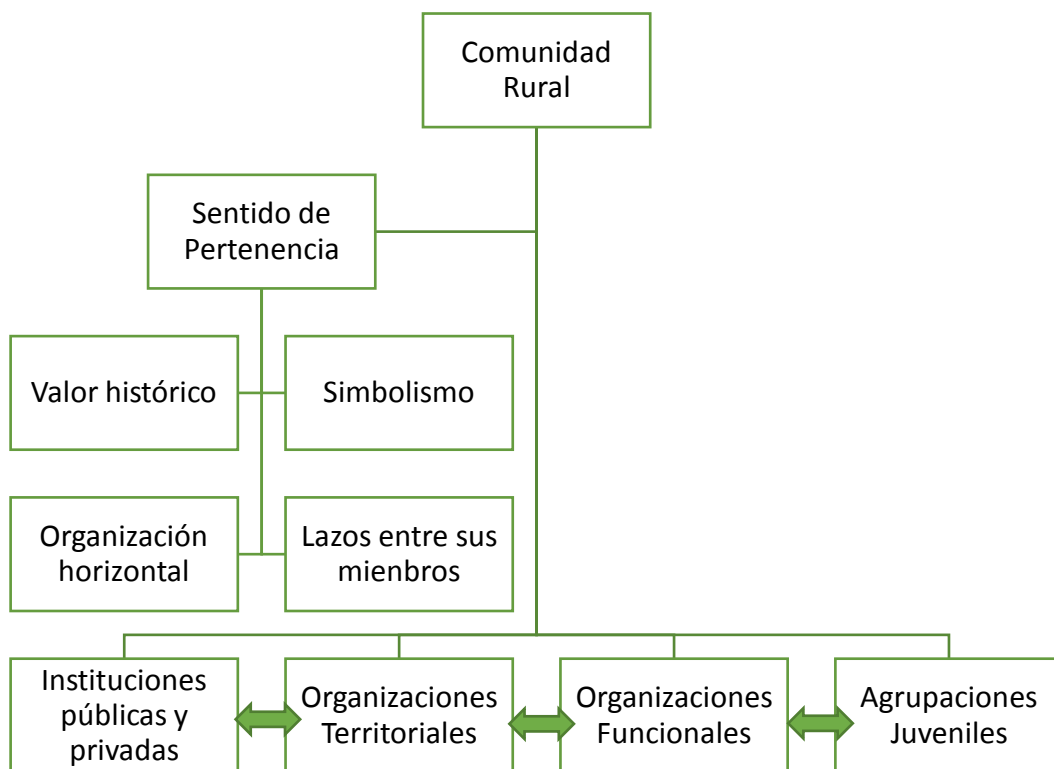 Comunidad
Rural
Sentido de
Pertenencia
Valor histórico
Simbolismo
Organización
horizontal
Lazos entre sus
mienbros
Instituciones
públicas y
privadas
Organizaciones
Territoriales
Organizaciones
Funcionales
Agrupaciones
Juveniles